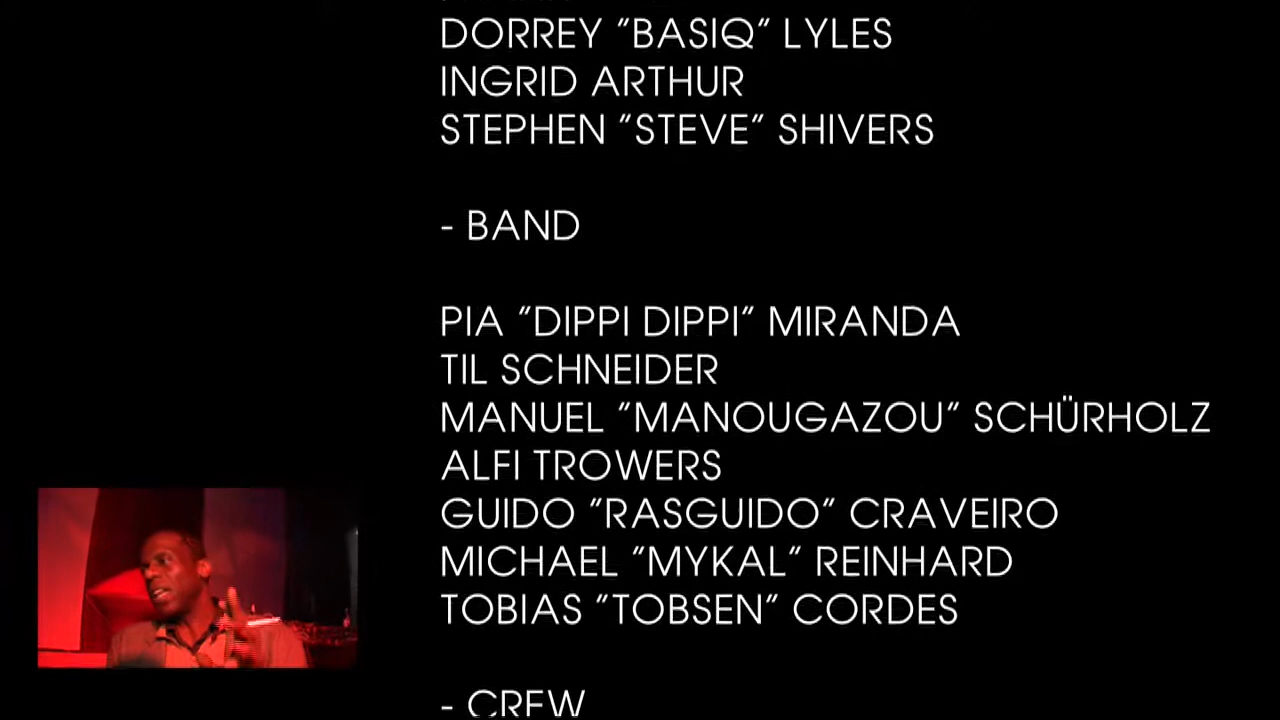 DORREY "BASIQ" LYLES
INGRID ARTHUR
STEPHEN "STEVE" SHIVERS
- BAND
PIA "DIPPI DIPPI" MIRANDA
TIL SCHNEIDER
MANUEL "MANOUGAZOU" SCHÜRHOLZ
ALFI TROWERS
GUIDO "RASGUIDO" CRAVEIRO
MICHAEL "MYKAL" REINHARD
TOBIAS "TOBSEN" CORDES
- CREW